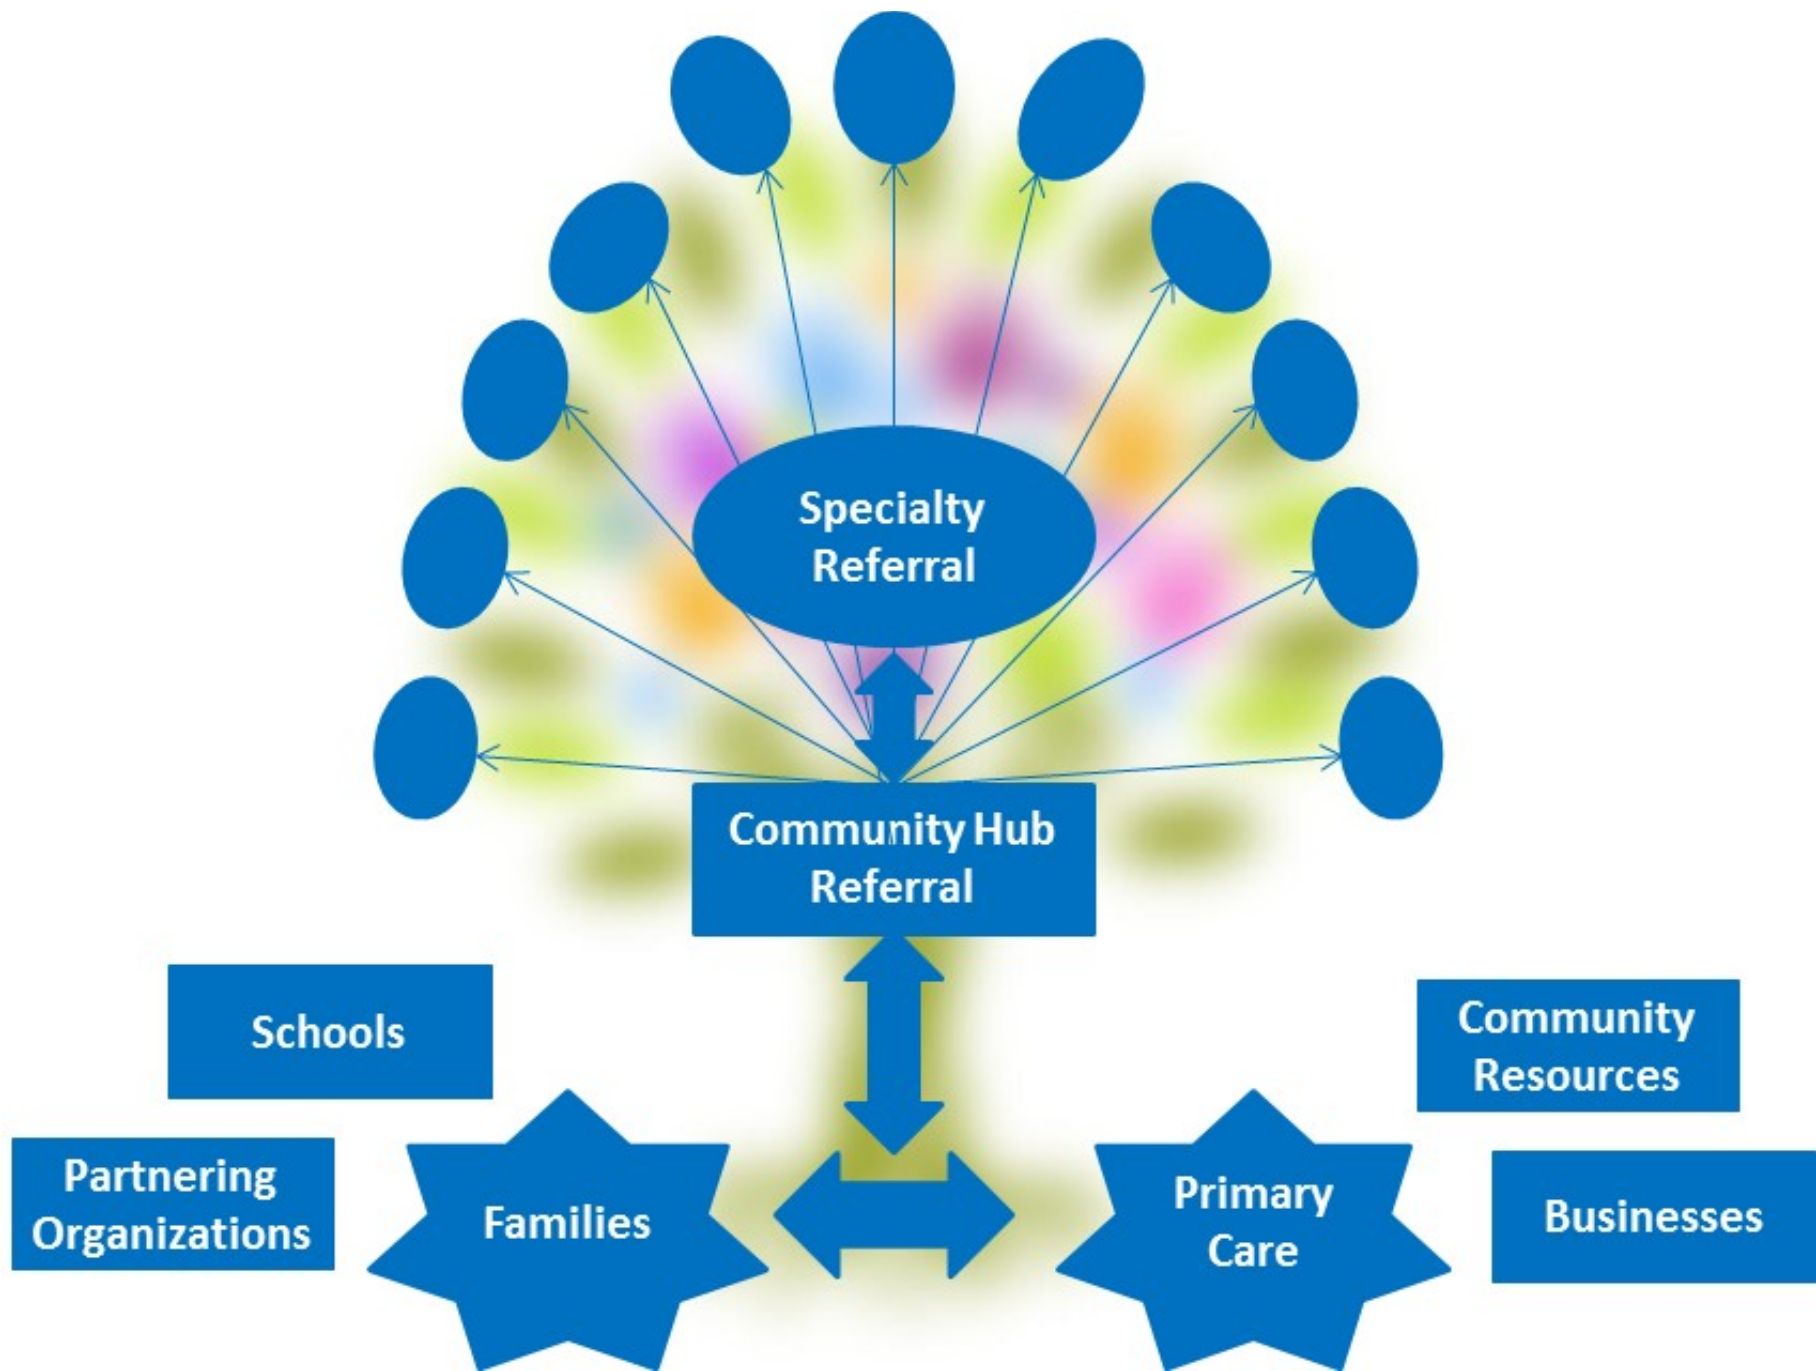 Specialty
Referral
Community Hub
Referral
Schools
Community
Resources
Partnering
Organizations
Families
Primary
Care
Businesses